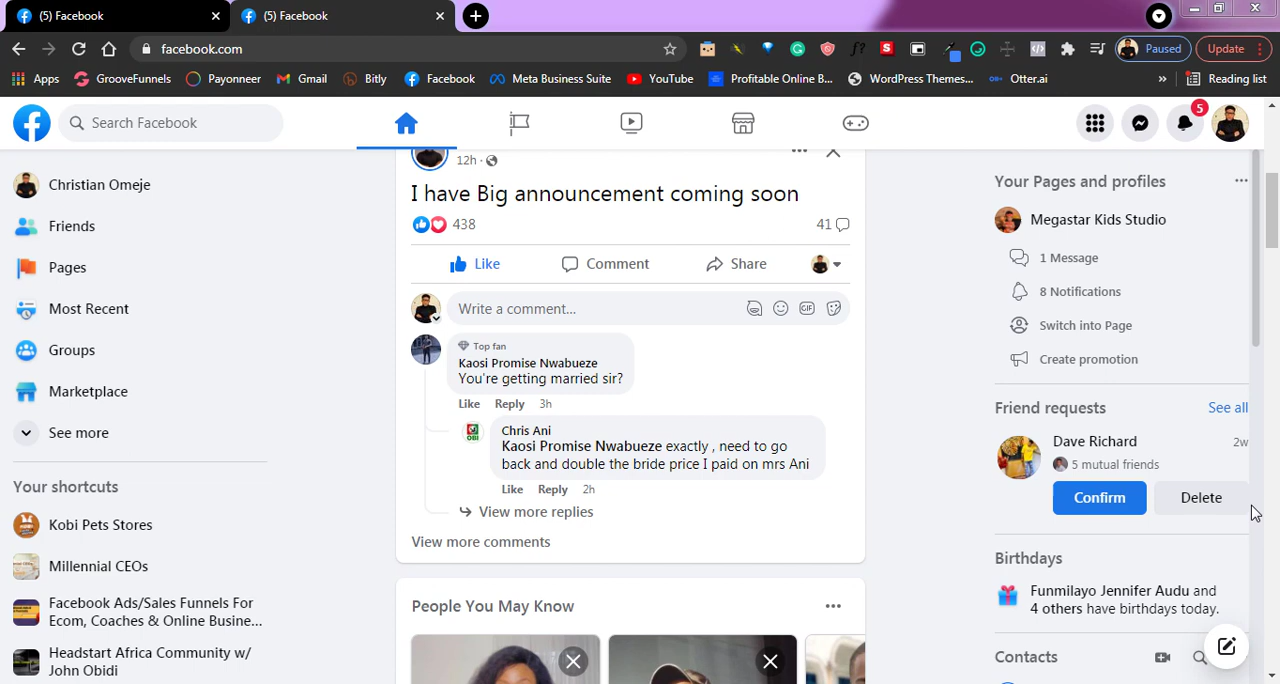 (5) Facebook
(5) Facebook
facebook.com
Paused
Update
Apps
GrooveFunnels
Payonneer
Gmail
Bitly
Facebook
Meta Business Suite
YouTube
Profitable Online B...
WordPress Themes...
Otter.ai
»
Reading list
Search Facebook
5
Christian Omeje
Friends
Pages
Most Recent
Groups
Marketplace
See more
Your shortcuts
Kobi Pets Stores
Millennial CEOs
Facebook Ads/Sales Funnels For
Ecom, Coaches & Online Busine...
Headstart Africa Community w/
John Obidi
12h ·
I have Big announcement coming soon
438
41
Like
Comment
Share
Write a comment...
GIF
Top fan
Kaosi Promise Nwabueze
You're getting married sir?
Like Reply 3h
Chris Ani
Kaosi Promise Nwabueze exactly , need to go
back and double the bride price I paid on mrs Ani
Like Reply 2h
View more replies
View more comments
People You May Know
Your Pages and profiles
Megastar Kids Studio
1 Message
8 Notifications
Switch into Page
Create promotion
Friend requests
See all
Dave Richard
2w
5 mutual friends
Confirm
Delete
Birthdays
Funmilayo Jennifer Audu and
4 others have birthdays today.
Contacts